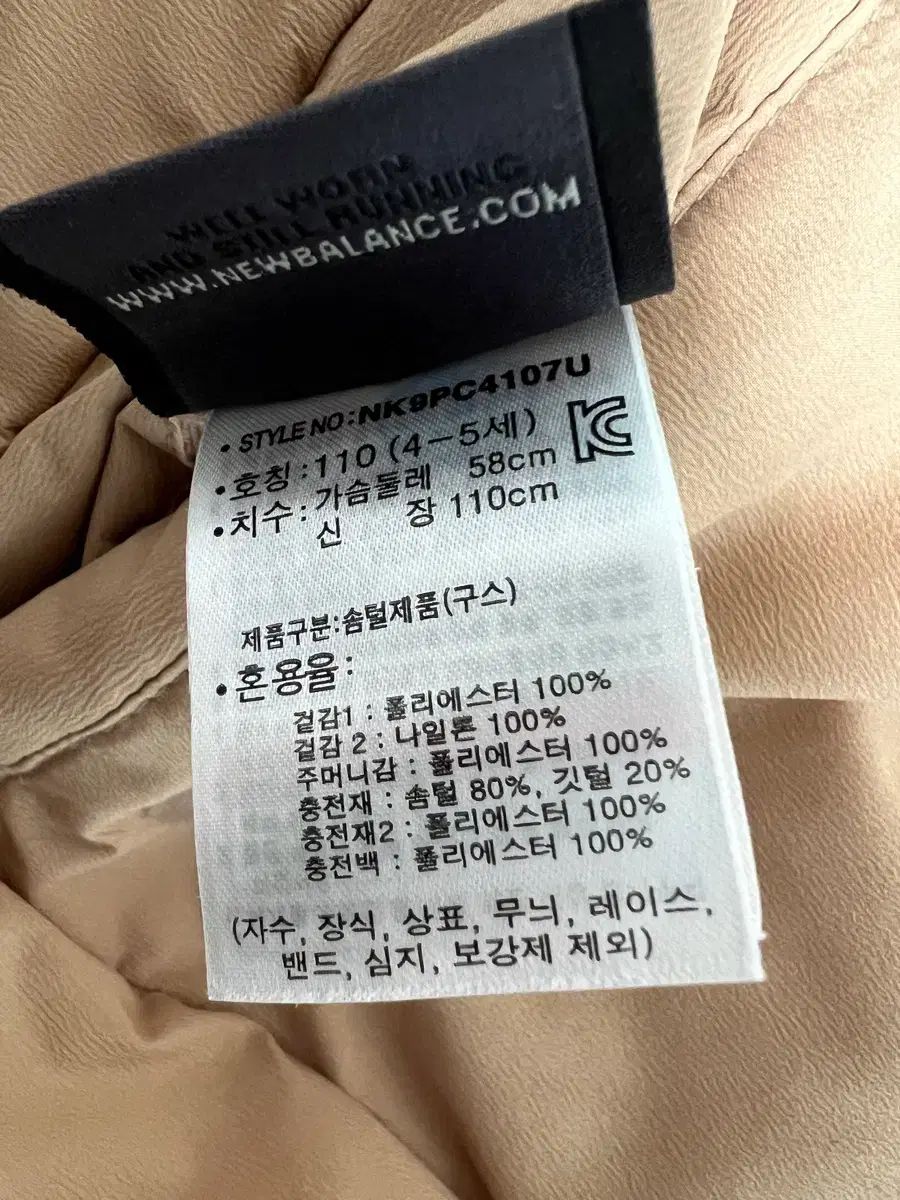 WELL WORN
AND STILL RUNNING
WWW.NEWBALANCE.COM
• STYLE NO:NK9PC4107U
• 호칭 : 110 (4-5세)
• 치수 : 가슴둘레 58cm
신 장 110cm
제품구분:솜털제품(구스)
• 혼용율:
겉감1 : 폴리에스터 100%
겉감 2 : 나일론 100%
주머니감 : 폴리에스터 100%
충전재 : 솜털 80%, 깃털 20%
충전재2 : 폴리에스터 100%
충전백 : 폴리에스터 100%
(자수, 장식, 상표, 무늬, 레이스,
밴드, 심지, 보강제 제외)